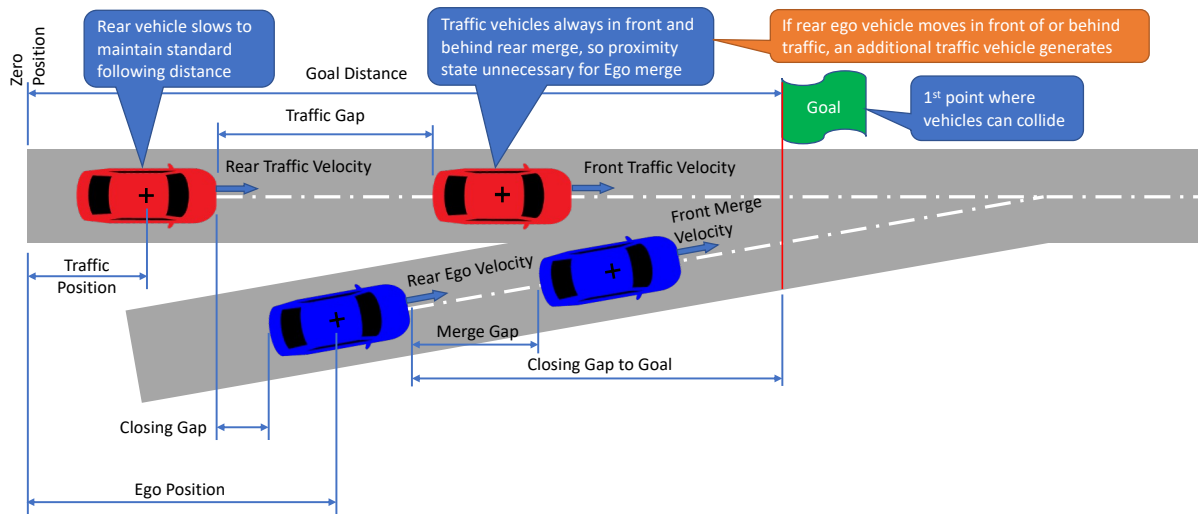 Zero
Position
Rear vehicle slows to
maintain standard
following distance
Traffic vehicles always in front and
behind rear merge, so proximity
state unnecessary for Ego merge
If rear ego vehicle moves in front of or behind
traffic, an additional traffic vehicle generates
Goal Distance
Goal
1st point where
vehicles can collide
Traffic Gap
Rear Traffic Velocity
Front Traffic Velocity
Front Merge
Velocity
Traffic
Position
Rear Ego Velocity
Merge Gap
Closing Gap to Goal
Closing Gap
Ego Position